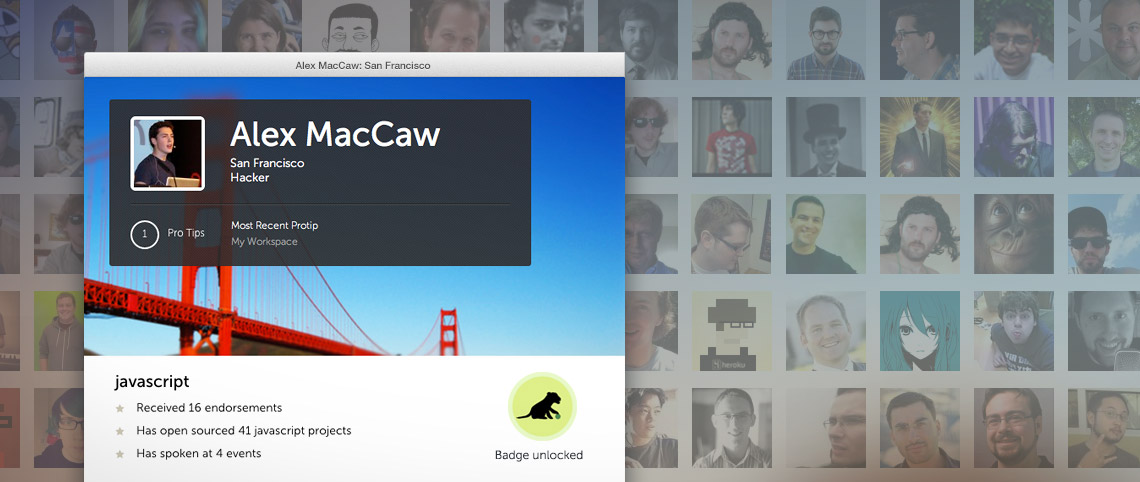 Alex MacCaw: San Francisco
Alex MacCaw
San Francisco
Hacker
1 Pro Tips
Most Recent Protip
My Workspace
javascript
Received 16 endorsements
Has open sourced 41 javascript projects
Has spoken at 4 events
Badge unlocked
heroku